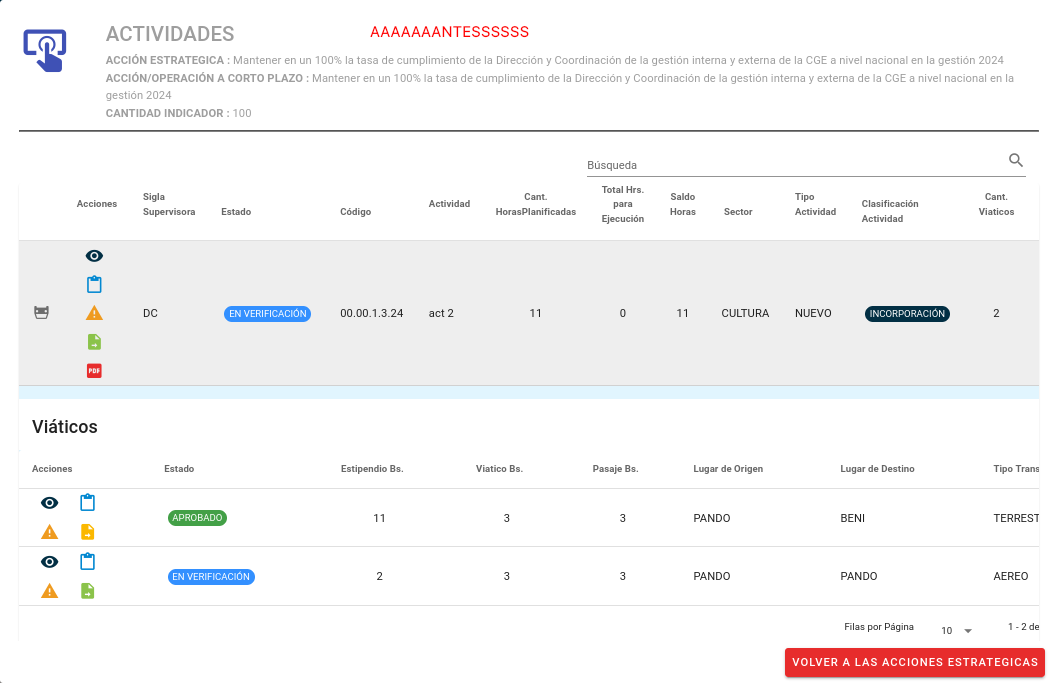 ACTIVIDADES
AAAAAAANTESSSSSS
ACCIÓN ESTRATEGICA : Mantener en un 100% la tasa de cumplimiento de la Dirección y Coordinación de la gestión interna y externa de la CGE a nivel nacional en la gestión 2024
ACCIÓN/OPERACIÓN A CORTO PLAZO : Mantener en un 100% la tasa de cumplimiento de la Dirección y Coordinación de la gestión interna y externa de la CGE a nivel nacional en la
gestión 2024
CANTIDAD INDICADOR : 100
Búsqueda
Acciones
Sigla
Supervisora
Estado
Código
Actividad
Cant.
HorasPlanificadas
Total Hrs.
para
Ejecución
Saldo
Horas
Sector
Tipo
Actividad
Clasificación
Actividad
Cant.
Viaticos
DC EN VERIFICACIÓN 00.00.1.3.24 act 2 11 0 11 CULTURA NUEVO INCORPORACIÓN 2
PDF
Viáticos
Acciones Estado Estipendio Bs. Viatico Bs. Pasaje Bs. Lugar de Origen Lugar de Destino Tipo Trans
APROBADO 11 3 3 PANDO BENI TERREST
EN VERIFICACIÓN 2 3 3 PANDO PANDO AEREO
Filas por Página 10 1 - 2 de
VOLVER A LAS ACCIONES ESTRATEGICAS